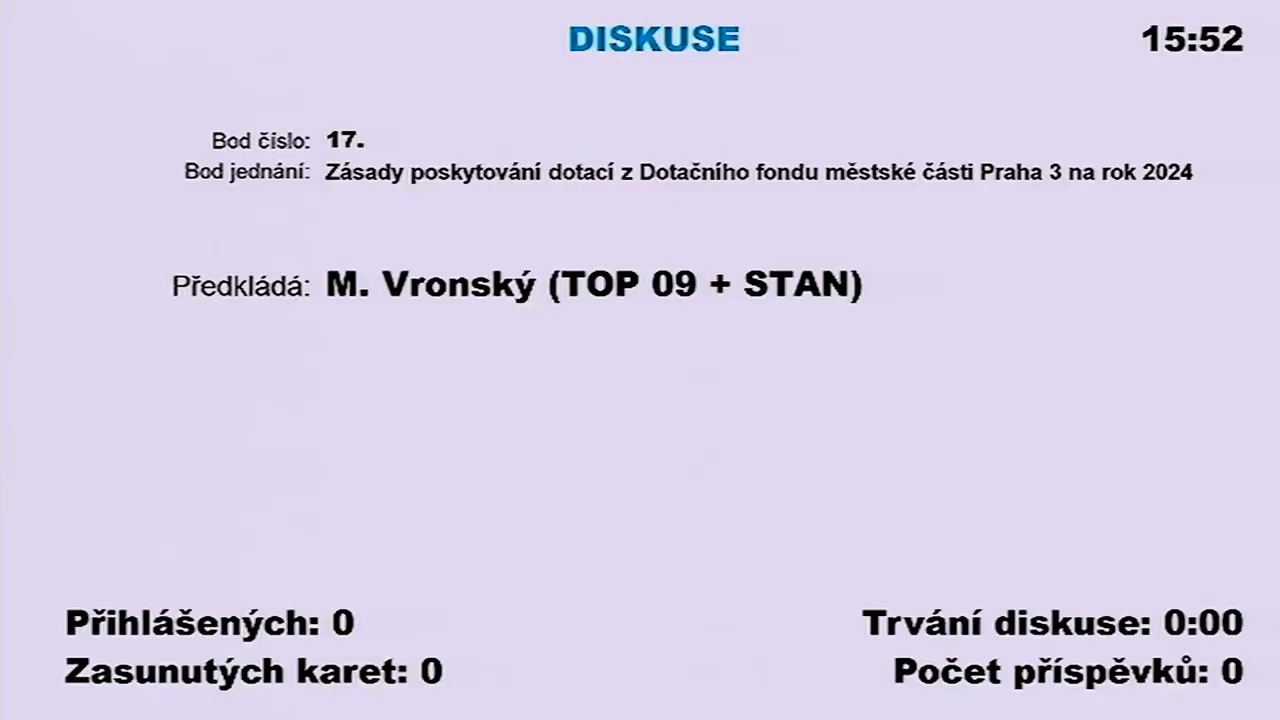 DISKUSE
15:52
Bod číslo: 17.
Bod jednání: Zásady poskytování dotací z Dotačního fondu městské části Praha 3 na rok 2024
Předkládá: M. Vronský (TOP 09 + STAN)
Přihlášených: 0
Trvání diskuse: 0:00
Zasunutých karet: 0
Počet příspěvků: 0